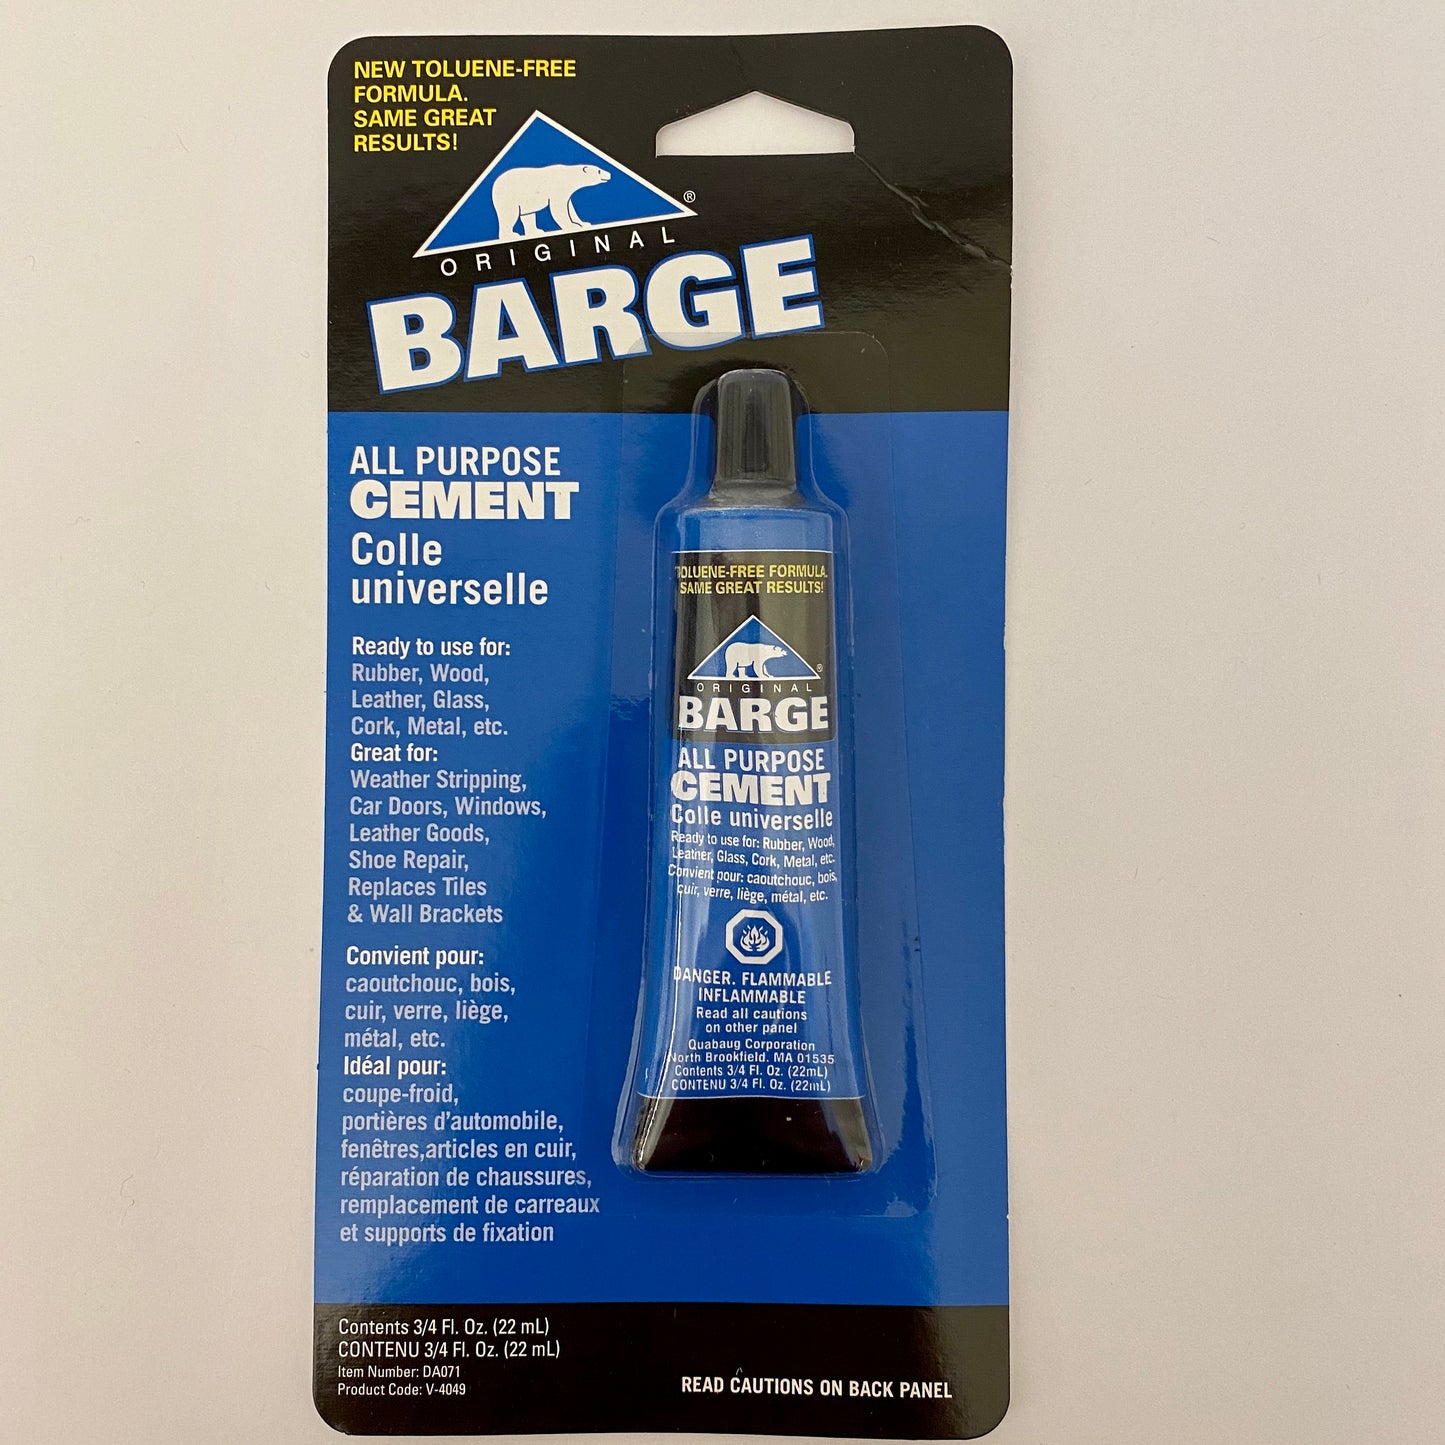 NEW TOLUENE-FREE
FORMULA.
SAME GREAT
RESULTS!
®
ORIGINAL
BARGE
ALL PURPOSE
CEMENT
Colle
universelle
Ready to use for:
Rubber, Wood,
Leather, Glass,
Cork, Metal, etc.
Great for:
Weather Stripping,
Car Doors, Windows,
Leather Goods,
Shoe Repair,
Replaces Tiles
& Wall Brackets
Convient pour:
caoutchouc, bois,
cuir, verre, liège,
métal, etc.
Idéal pour:
coupe-froid,
portières d'automobile,
fenêtres,articles en cuir,
réparation de chaussures,
remplacement de carreaux
et supports de fixation
Contents 3/4 Fl. Oz. (22 mL)
CONTENU 3/4 Fl. Oz. (22 mL)
Item Number: DA071
Product Code: V-4049
READ CAUTIONS ON BACK PANEL
TOLUENE-FREE FORMULA.
SAME GREAT RESULTS!
®
ORIGINAL
BARGE
ALL PURPOSE
CEMENT
Colle universelle
Ready to use for: Rubber, Wood,
Leather, Glass, Cork, Metal, etc.
Convient pour: caoutchouc, bois,
cuir, verre, liège, métal, etc.
DANGER. FLAMMABLE
INFLAMMABLE
Read all cautions
on other panel
Quabaug Corporation
North Brookfield. MA 01535
Contents 3/4 Fl. Oz. (22mL)
CONTENU 3/4 Fl. Oz. (22mL)